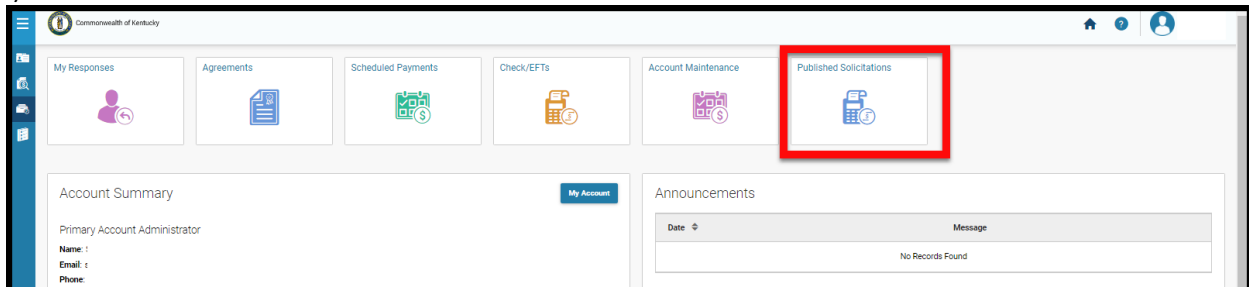 Commonwealth of Kentucky
My Responses
Agreements
Scheduled Payments
Check/EFTs
Account Maintenance
Published Solicitations
Account Summary
My Account
Primary Account Administrator
Name:
Email:
Phone:
Announcements
Date Message
No Records Found